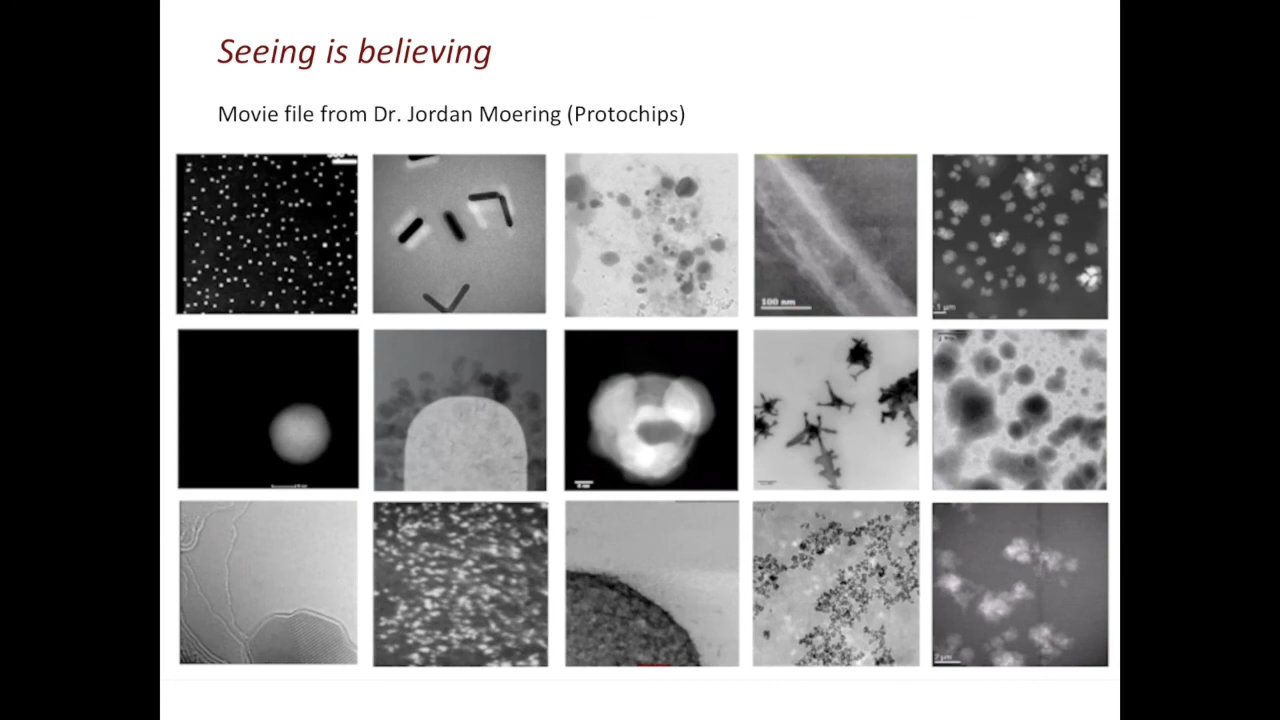 Seeing is believing
Movie file from Dr. Jordan Moering (Protochips)
100 nm
1 µm
2 µm